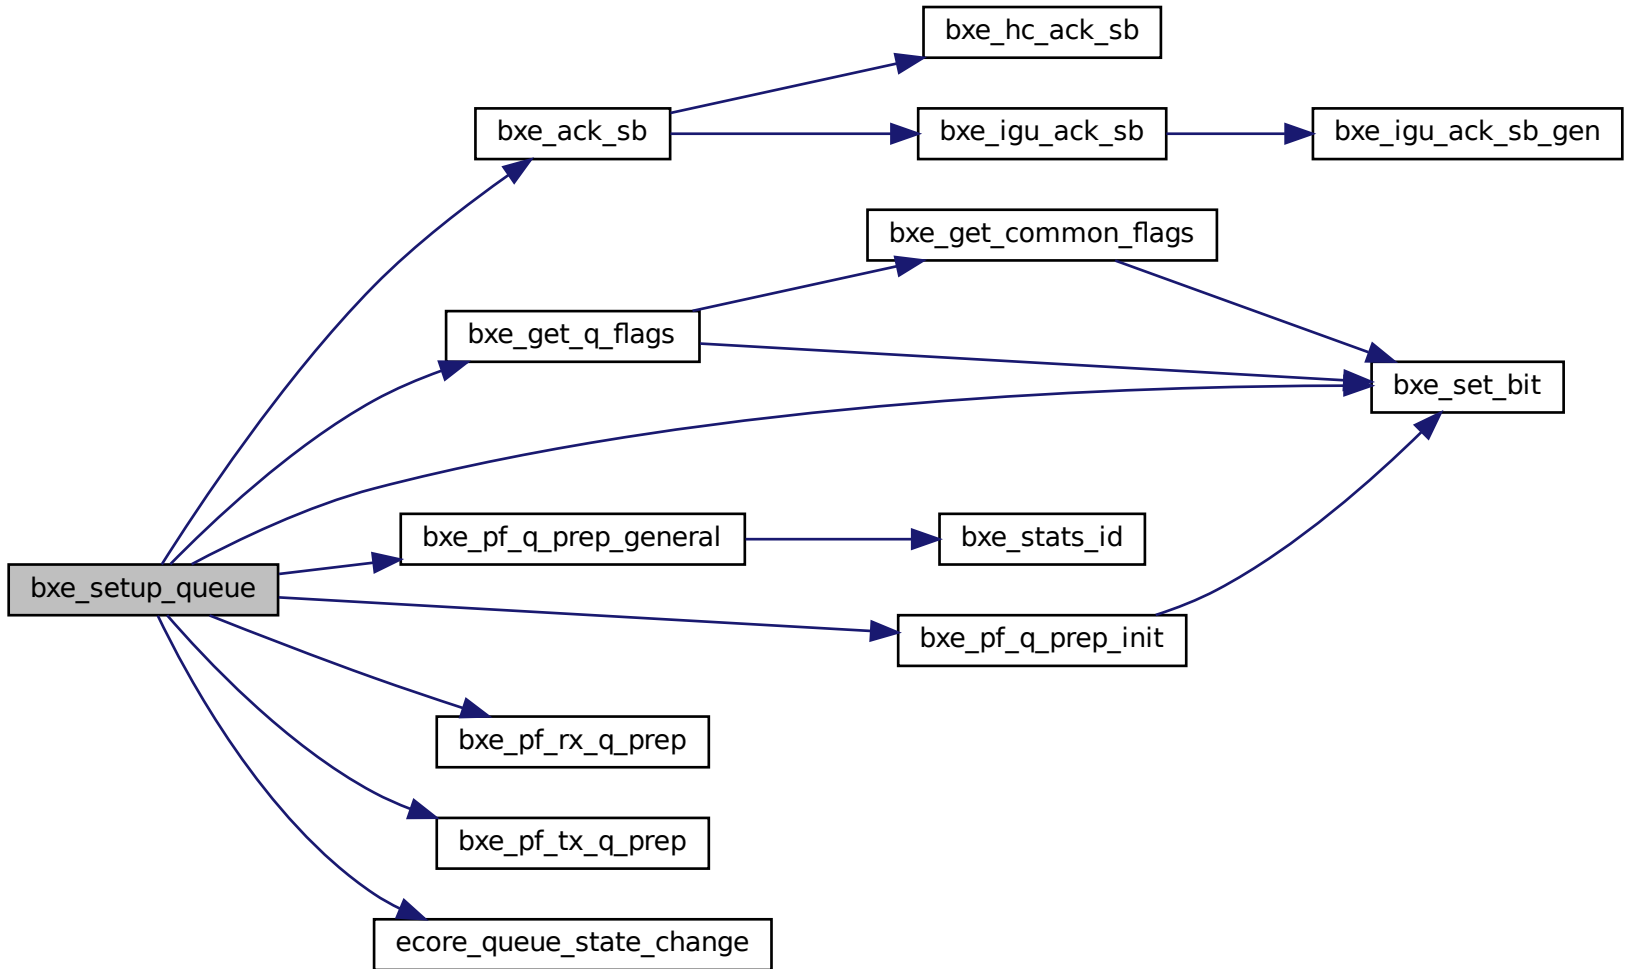 bxe_hc_ack_sb
bxe_ack_sb
bxe_igu_ack_sb
bxe_igu_ack_sb_gen
bxe_get_common_flags
bxe_get_q_flags
bxe_set_bit
bxe_pf_q_prep_general
bxe_stats_id
bxe_setup_queue
bxe_pf_q_prep_init
bxe_pf_rx_q_prep
bxe_pf_tx_q_prep
ecore_queue_state_change